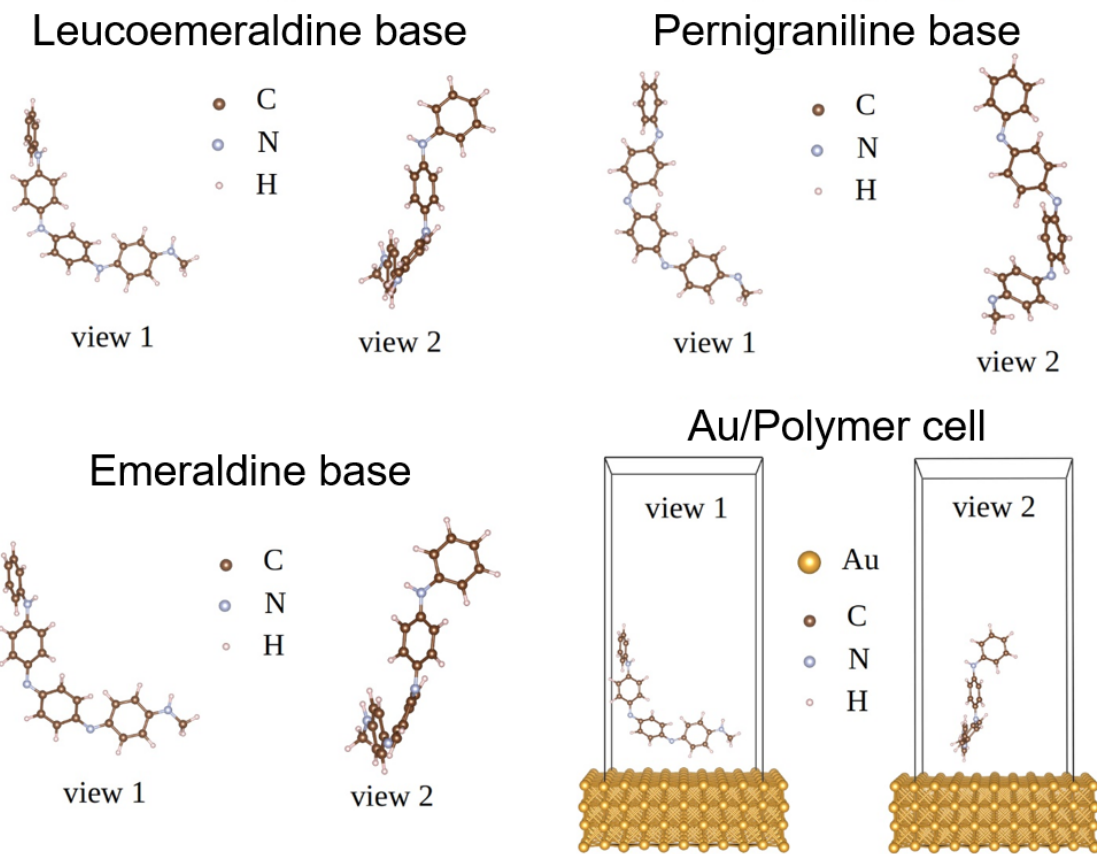 Leucoemeraldine base
C
N
H
view 1
view 2
Pernigraniline base
C
N
H
view 1
view 2
Emeraldine base
C
N
H
view 1
view 2
Au/Polymer cell
view 1
view 2
Au
C
N
H